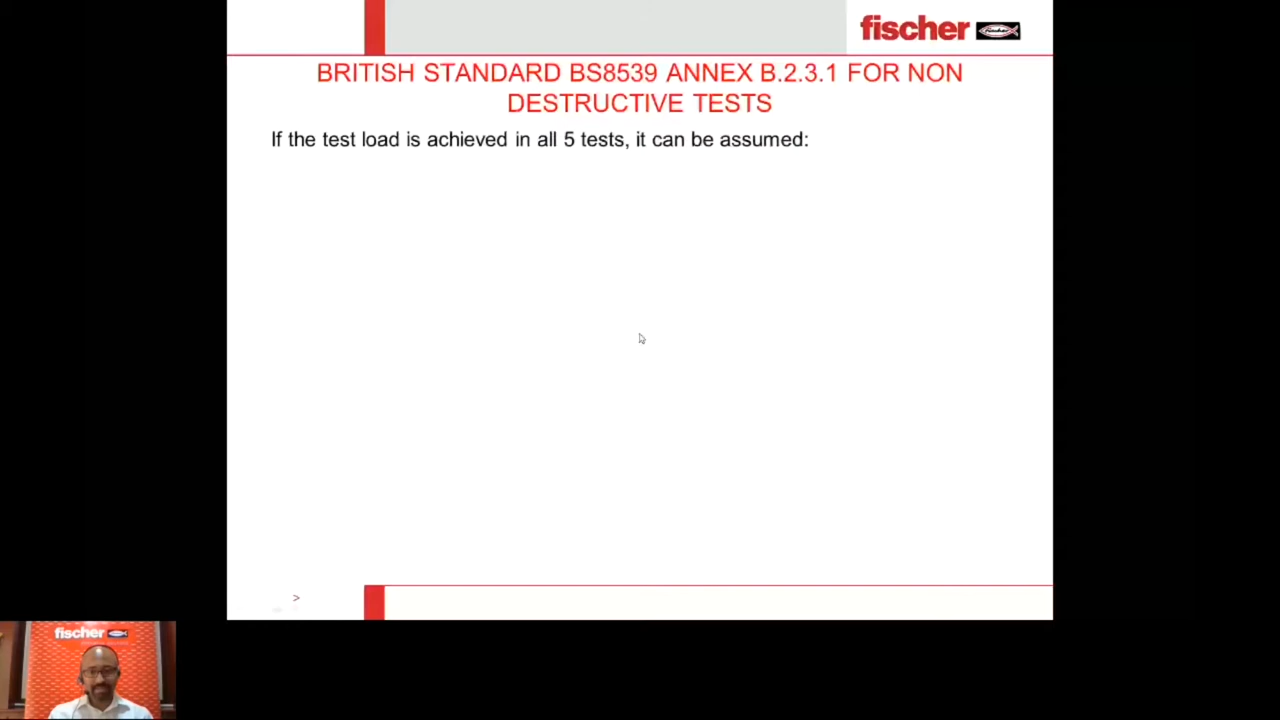 fischer
BRITISH STANDARD BS8539 ANNEX B.2.3.1 FOR NON
DESTRUCTIVE TESTS
If the test load is achieved in all 5 tests, it can be assumed:
>
fischer